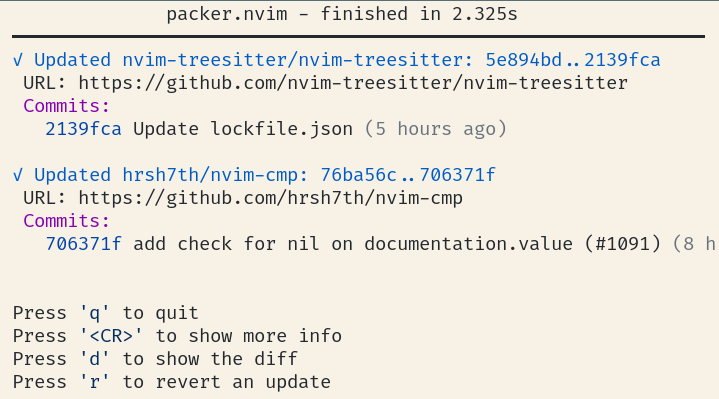 packer.nvim - finished in 2.325s
✓ Updated nvim-treesitter/nvim-treesitter: 5e894bd..2139fca
URL: https://github.com/nvim-treesitter/nvim-treesitter
Commits:
2139fca Update lockfile.json (5 hours ago)
✓ Updated hrsh7th/nvim-cmp: 76ba56c..706371f
URL: https://github.com/hrsh7th/nvim-cmp
Commits:
706371f add check for nil on documentation.value (#1091) (8 h
Press 'q' to quit
Press '<CR>' to show more info
Press 'd' to show the diff
Press 'r' to revert an update